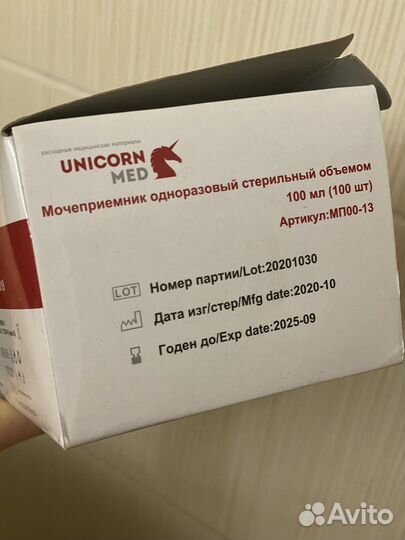 расходные медицинские материалы
UNICORN
MED
Мочеприемник одноразовый стерильный объемом
100 мл (100 шт)
Артикул:МП00-13
LOT Номер партии/Lot:20201030
Дата изг/стер/Mfg date:2020-10
Годен до/Exp date:2025-09
Avito